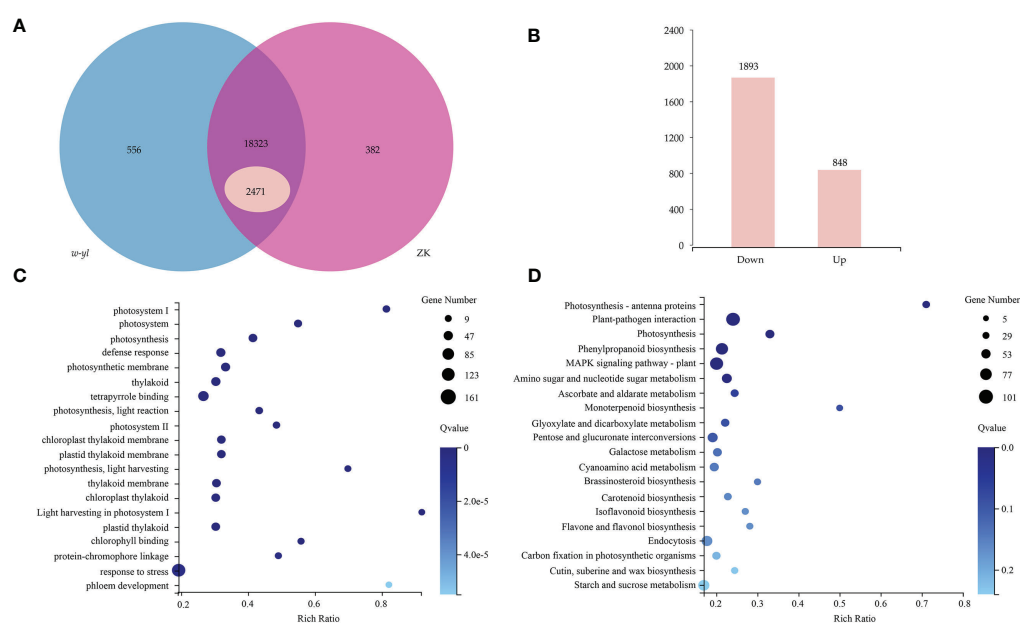 A
556
18323
382
2471
w-yl
ZK
B
2400
2000
1600
1200
800
400
0
1893
848
Down
Up
C
photosystem I
photosystem
photosynthesis
defense response
photosynthetic membrane
thylakoid
tetrapyrrole binding
photosynthesis, light reaction
photosystem II
chloroplast thylakoid membrane
plastid thylakoid membrane
photosynthesis, light harvesting
thylakoid membrane
chloroplast thylakoid
Light harvesting in photosystem I
plastid thylakoid
chlorophyll binding
protein-chromophore linkage
response to stress
phloem development
0.2
0.4
0.6
0.8
Rich Ratio
Gene Number
9
47
85
123
161
Qvalue
0
2.0e-5
4.0e-5
D
Photosynthesis - antenna proteins
Plant-pathogen interaction
Photosynthesis
Phenylpropanoid biosynthesis
MAPK signaling pathway - plant
Amino sugar and nucleotide sugar metabolism
Ascorbate and aldarate metabolism
Monoterpenoid biosynthesis
Glyoxylate and dicarboxylate metabolism
Pentose and glucuronate interconversions
Galactose metabolism
Cyanoamino acid metabolism
Brassinosteroid biosynthesis
Carotenoid biosynthesis
Isoflavonoid biosynthesis
Flavone and flavonol biosynthesis
Endocytosis
Carbon fixation in photosynthetic organisms
Cutin, suberine and wax biosynthesis
Starch and sucrose metabolism
0.2
0.3
0.4
0.5
0.6
0.7
0.8
Rich Ratio
Gene Number
5
29
53
77
101
Qvalue
0.0
0.1
0.2